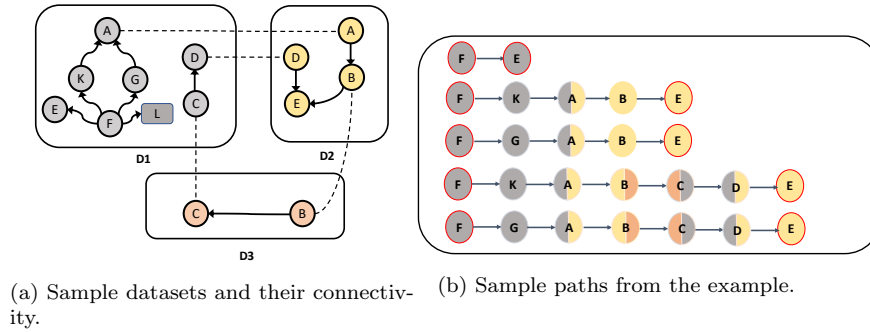 A
K
G
E
F
L
D
C
D1
A
D
B
E
D2
C
B
D3
(a) Sample datasets and their connectiv-
ity.
F E
F K A B E
F G A B E
F K A B C D E
F G A B C D E
(b) Sample paths from the example.